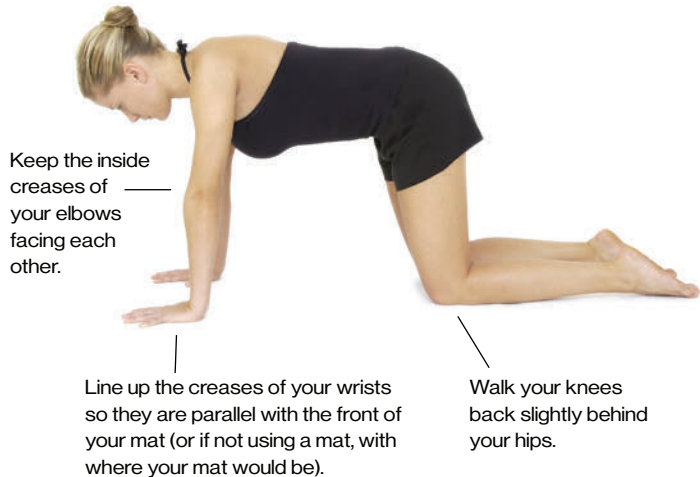 Keep the inside
creases of
your elbows
facing each
other.
Line up the creases of your wrists
so they are parallel with the front of
your mat (or if not using a mat, with
where your mat would be).
Walk your knees
back slightly behind
your hips.